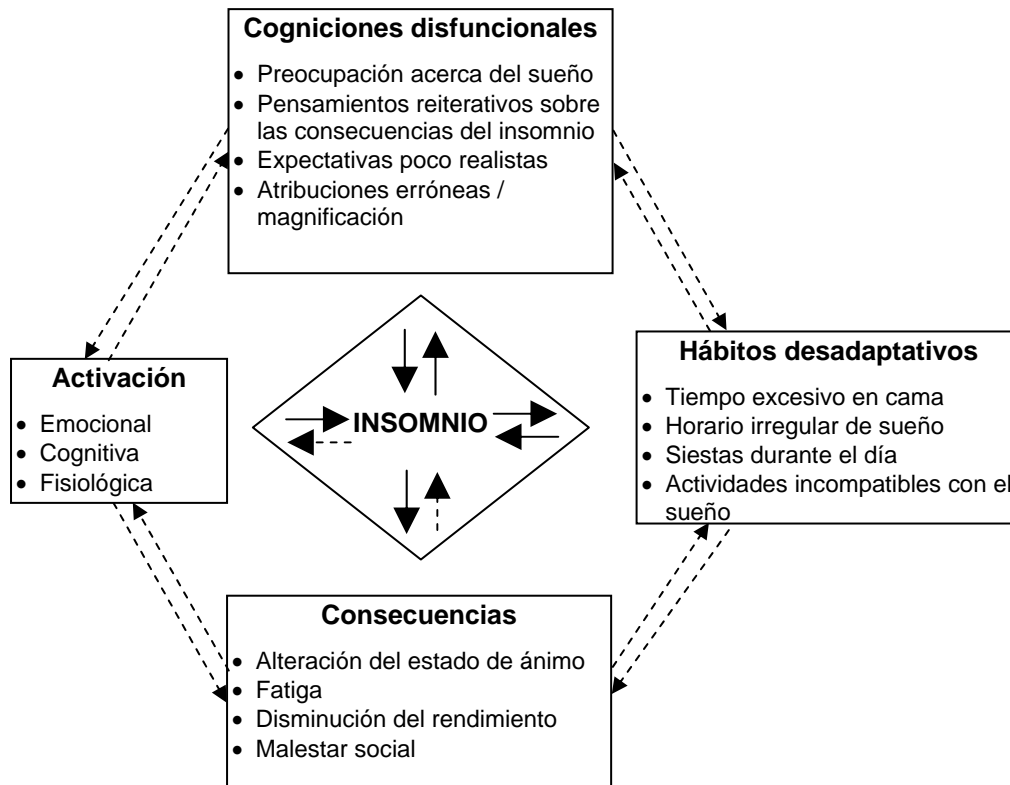 Cogniciones disfuncionales
• Preocupación acerca del sueño
• Pensamientos reiterativos sobre
las consecuencias del insomnio
• Expectativas poco realistas
• Atribuciones erróneas /
magnificación
Activación
• Emocional
• Cognitiva
• Fisiológica
INSOMNIO
Hábitos desadaptativos
• Tiempo excesivo en cama
• Horario irregular de sueño
• Siestas durante el día
• Actividades incompatibles con el
sueño
Consecuencias
• Alteración del estado de ánimo
• Fatiga
• Disminución del rendimiento
• Malestar social